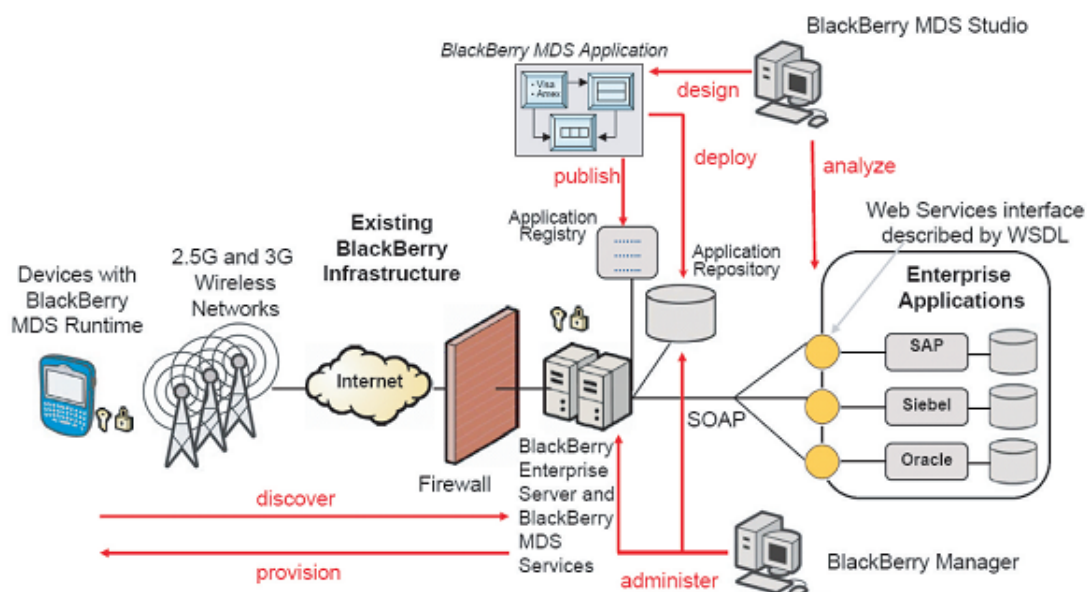 BlackBerry MDS Studio
BlackBerry MDS Application
• Visa
• Amex
design
deploy
publish
analyze
Application
Registry
Application
Repository
Web Services interface
described by WSDL
Existing
BlackBerry
Infrastructure
2.5G and 3G
Wireless
Networks
Devices with
BlackBerry
MDS Runtime
Internet
Firewall
BlackBerry
Enterprise
Server and
BlackBerry
MDS
Services
SOAP
Enterprise
Applications
SAP
Siebel
Oracle
discover
provision
administer
BlackBerry Manager